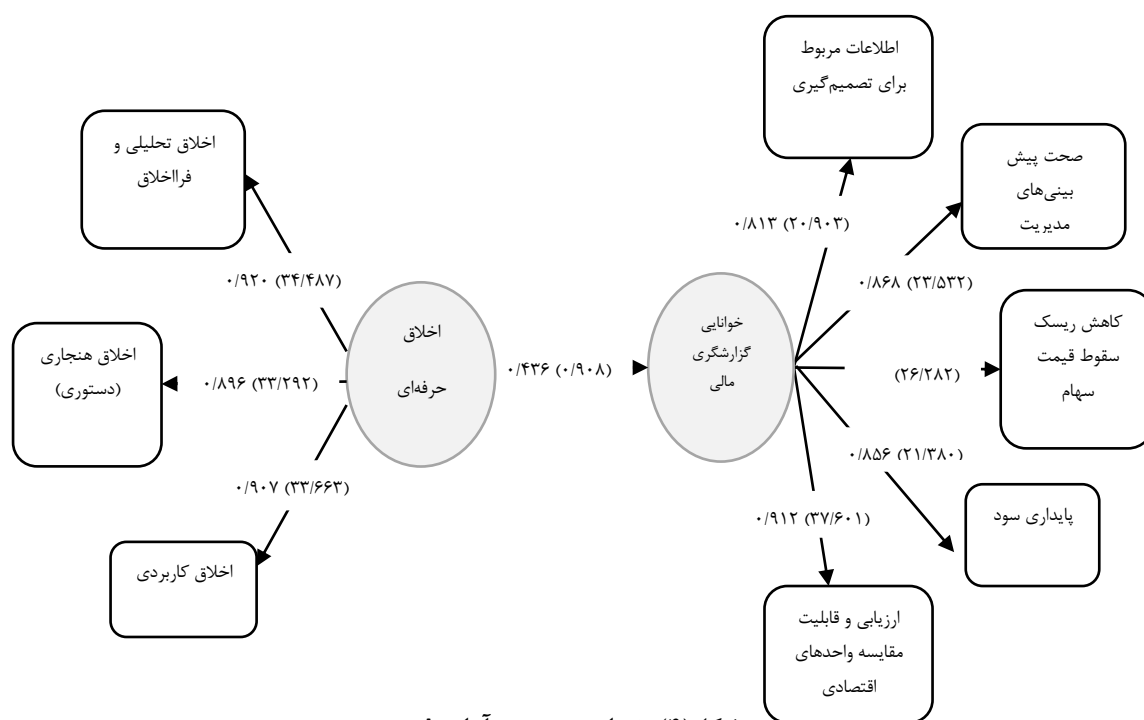 اطلاعات مربوط
برای تصمیم‌گیری
صحت پیش
بینی‌های
مدیریت
اخلاق تحلیلی و
فرااخلاق
۰/۸۱۳ (۲۰/۹۰۳)
۰/۸۶۸ (۲۳/۵۳۲)
۰/۹۲۰ (۳۴/۴۸۷)
کاهش ریسک
سقوط قیمت
سهام
خوانایی
گزارشگری
مالی
اخلاق
حرفه‌ای
اخلاق هنجاری
(دستوری)
۰/۸۹۶ (۳۳/۲۹۲)
۰/۴۳۶ (۰/۹۰۸)
(۲۶/۲۸۲)
۰/۸۵۶ (۲۱/۳۸۰)
۰/۹۰۷ (۳۳/۶۶۳)
۰/۹۱۲ (۳۷/۶۰۱)
پایداری سود
اخلاق کاربردی
ارزیابی و قابلیت
مقایسه واحدهای
اقتصادی